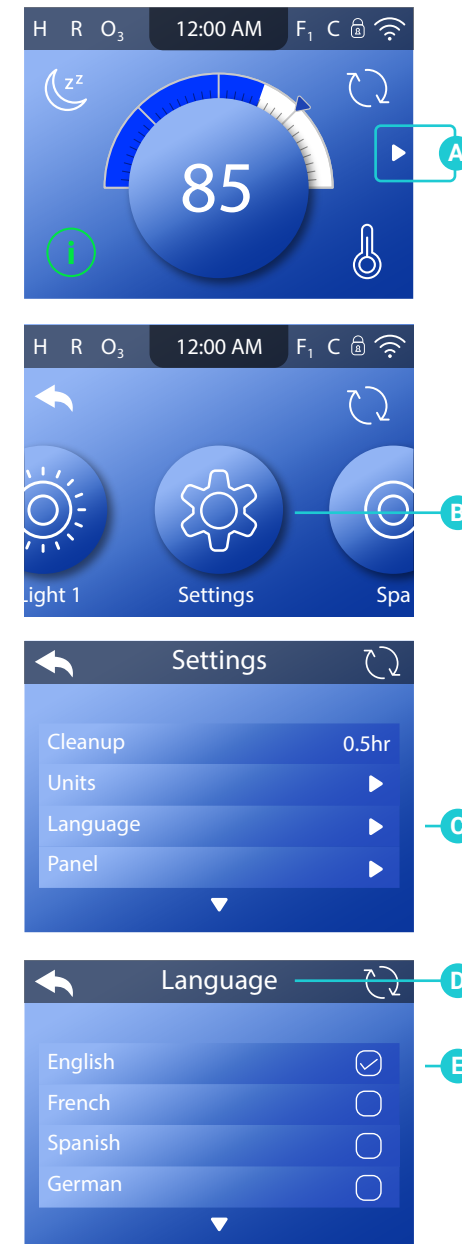 H R O₃ 12:00 AM F₁ C a
85
A
i
H R O₃ 12:00 AM F₁ C a
B
Light 1 Settings Spa
Settings
Cleanup 0.5hr
Units
Language C
Panel
Language D
English E
French
Spanish
German